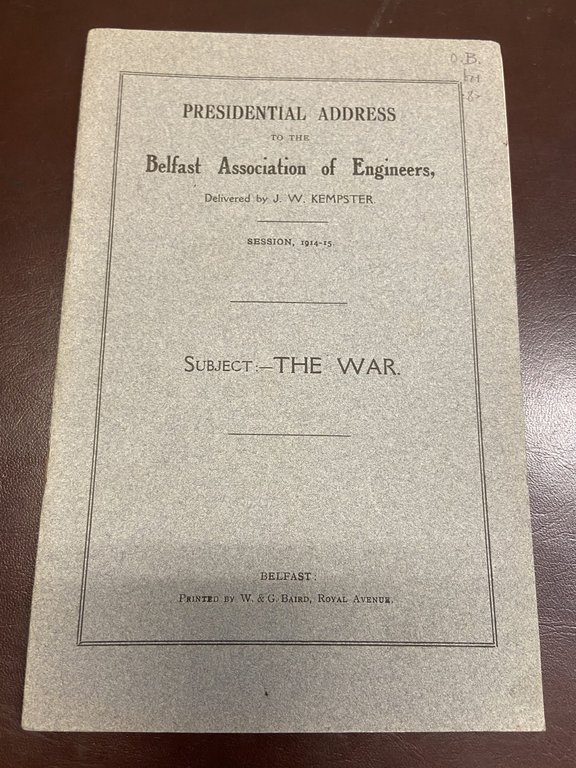 O.B.
PRESIDENTIAL ADDRESS
TO THE
Belfast Association of Engineers,
Delivered by J. W. KEMPSTER.
SESSION, 1914-15.
SUBJECT:—THE WAR.
BELFAST:
PRINTED BY W. & G. BAIRD, ROYAL AVENUE.